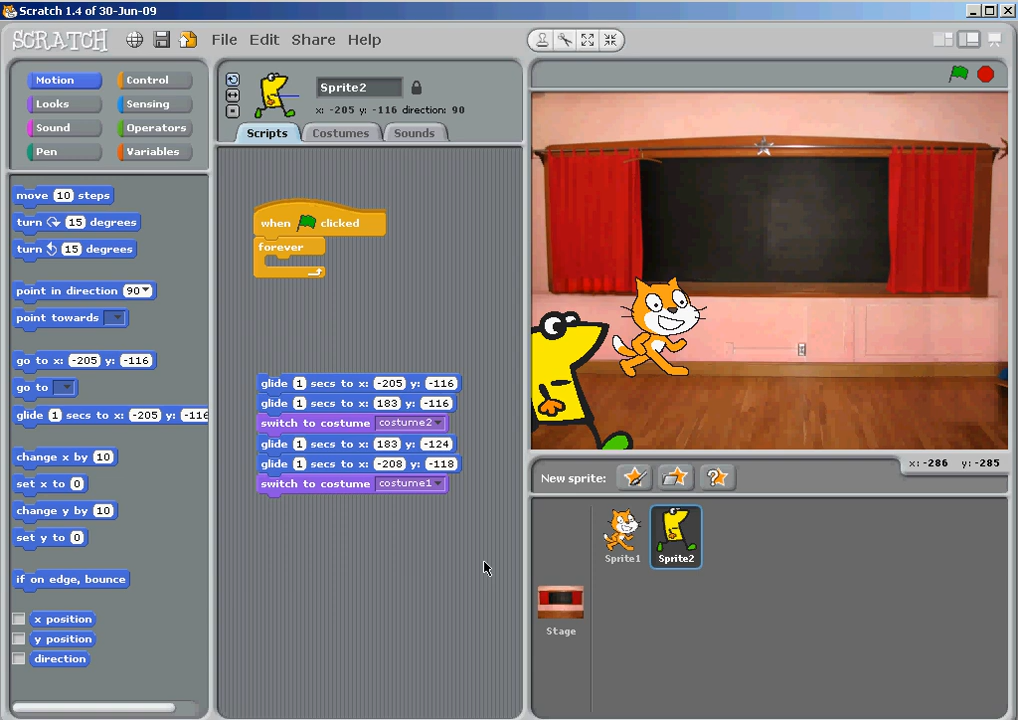 Scratch 1.4 of 30-Jun-09
SCRATCH File Edit Share Help
Motion Control
Looks Sensing
Sound Operators
Pen Variables
move 10 steps
turn 15 degrees
turn 15 degrees
point in direction 90
point towards
go to x: -205 y: -116
go to
glide 1 secs to x: -205 y: -116
change x by 10
set x to 0
change y by 10
set y to 0
if on edge, bounce
x position
y position
direction
Sprite2
x: -205 y: -116 direction: 90
Scripts Costumes Sounds
when clicked
forever
glide 1 secs to x: -205 y: -116
glide 1 secs to x: 183 y: -116
switch to costume costume2
glide 1 secs to x: 183 y: -124
glide 1 secs to x: -208 y: -118
switch to costume costume1
x: -286 y: -285
New sprite:
Sprite1 Sprite2
Stage